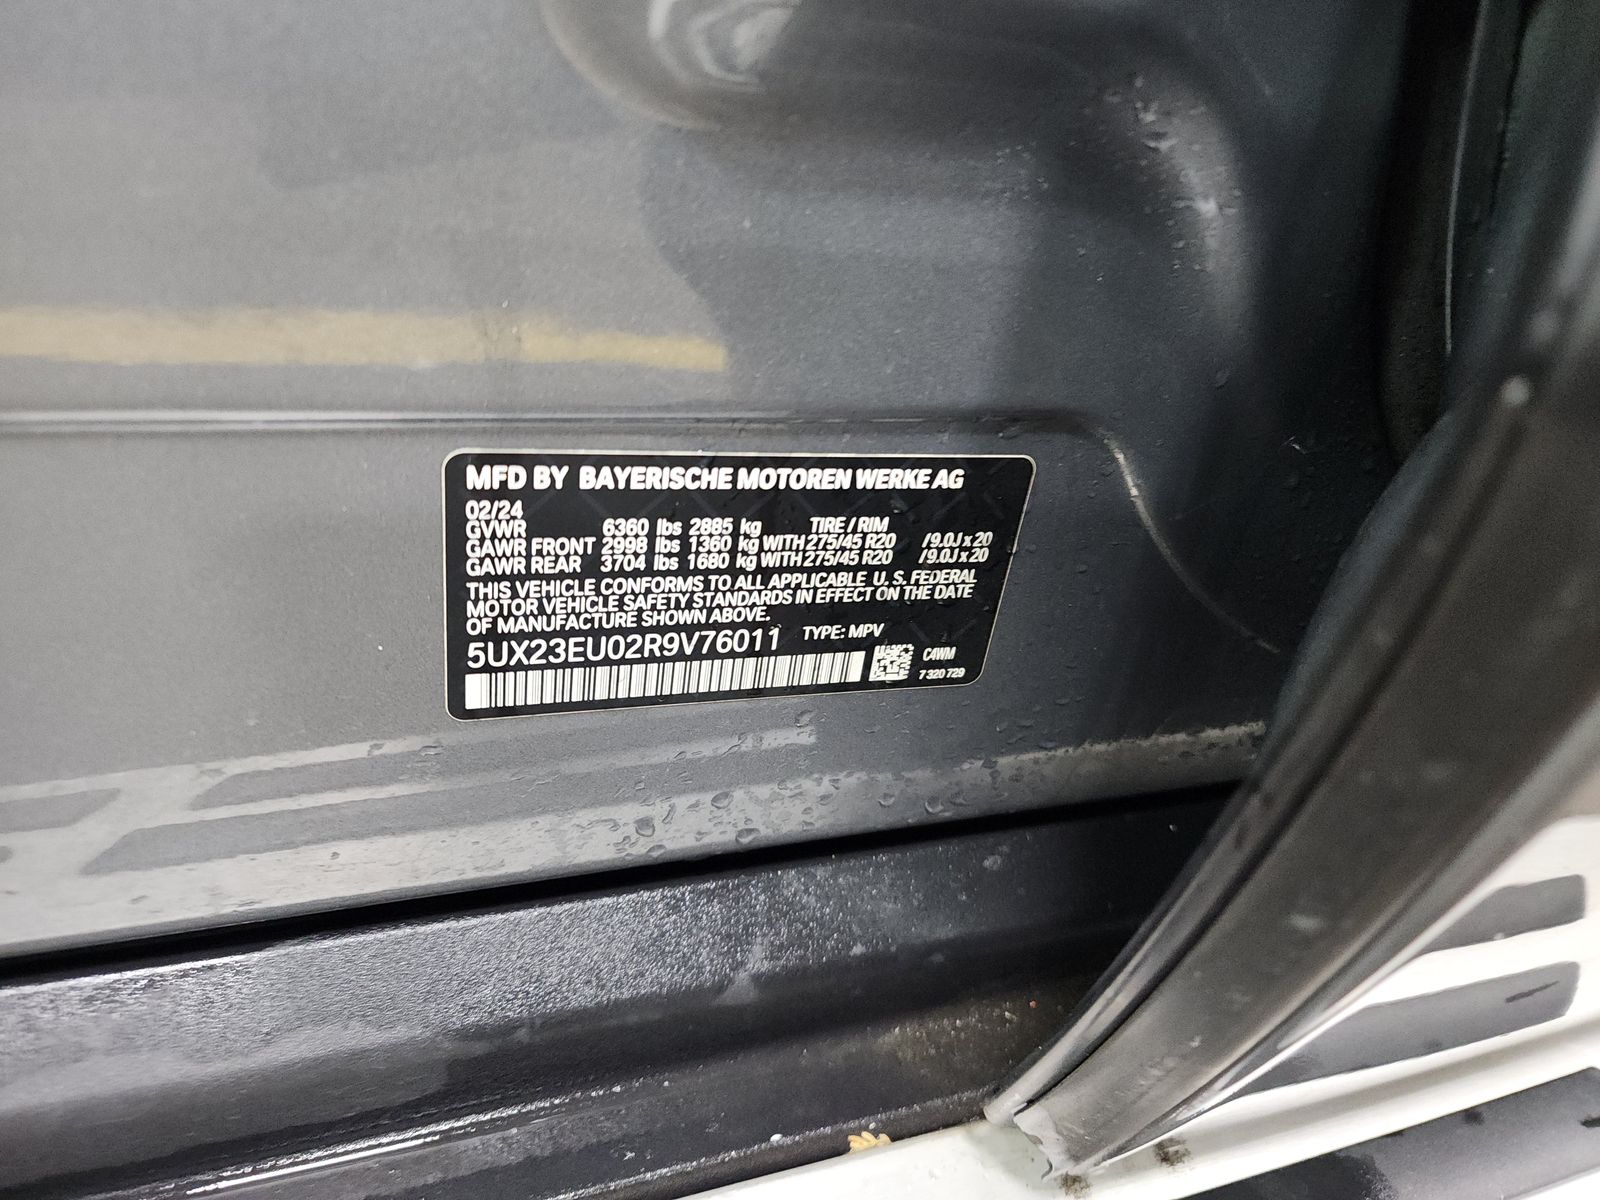 MFD BY BAYERISCHE MOTOREN WERKE AG
02/24
GVWR 6360 lbs 2885 kg TIRE / RIM
GAWR FRONT 2998 lbs 1360 kg WITH 275/45 R20 /9.0J x 20
GAWR REAR 3704 lbs 1680 kg WITH 275/45 R20 /9.0J x 20
THIS VEHICLE CONFORMS TO ALL APPLICABLE U. S. FEDERAL
MOTOR VEHICLE SAFETY STANDARDS IN EFFECT ON THE DATE
OF MANUFACTURE SHOWN ABOVE.
5UX23EU02R9V76011 TYPE: MPV
C4WM
7 320 729